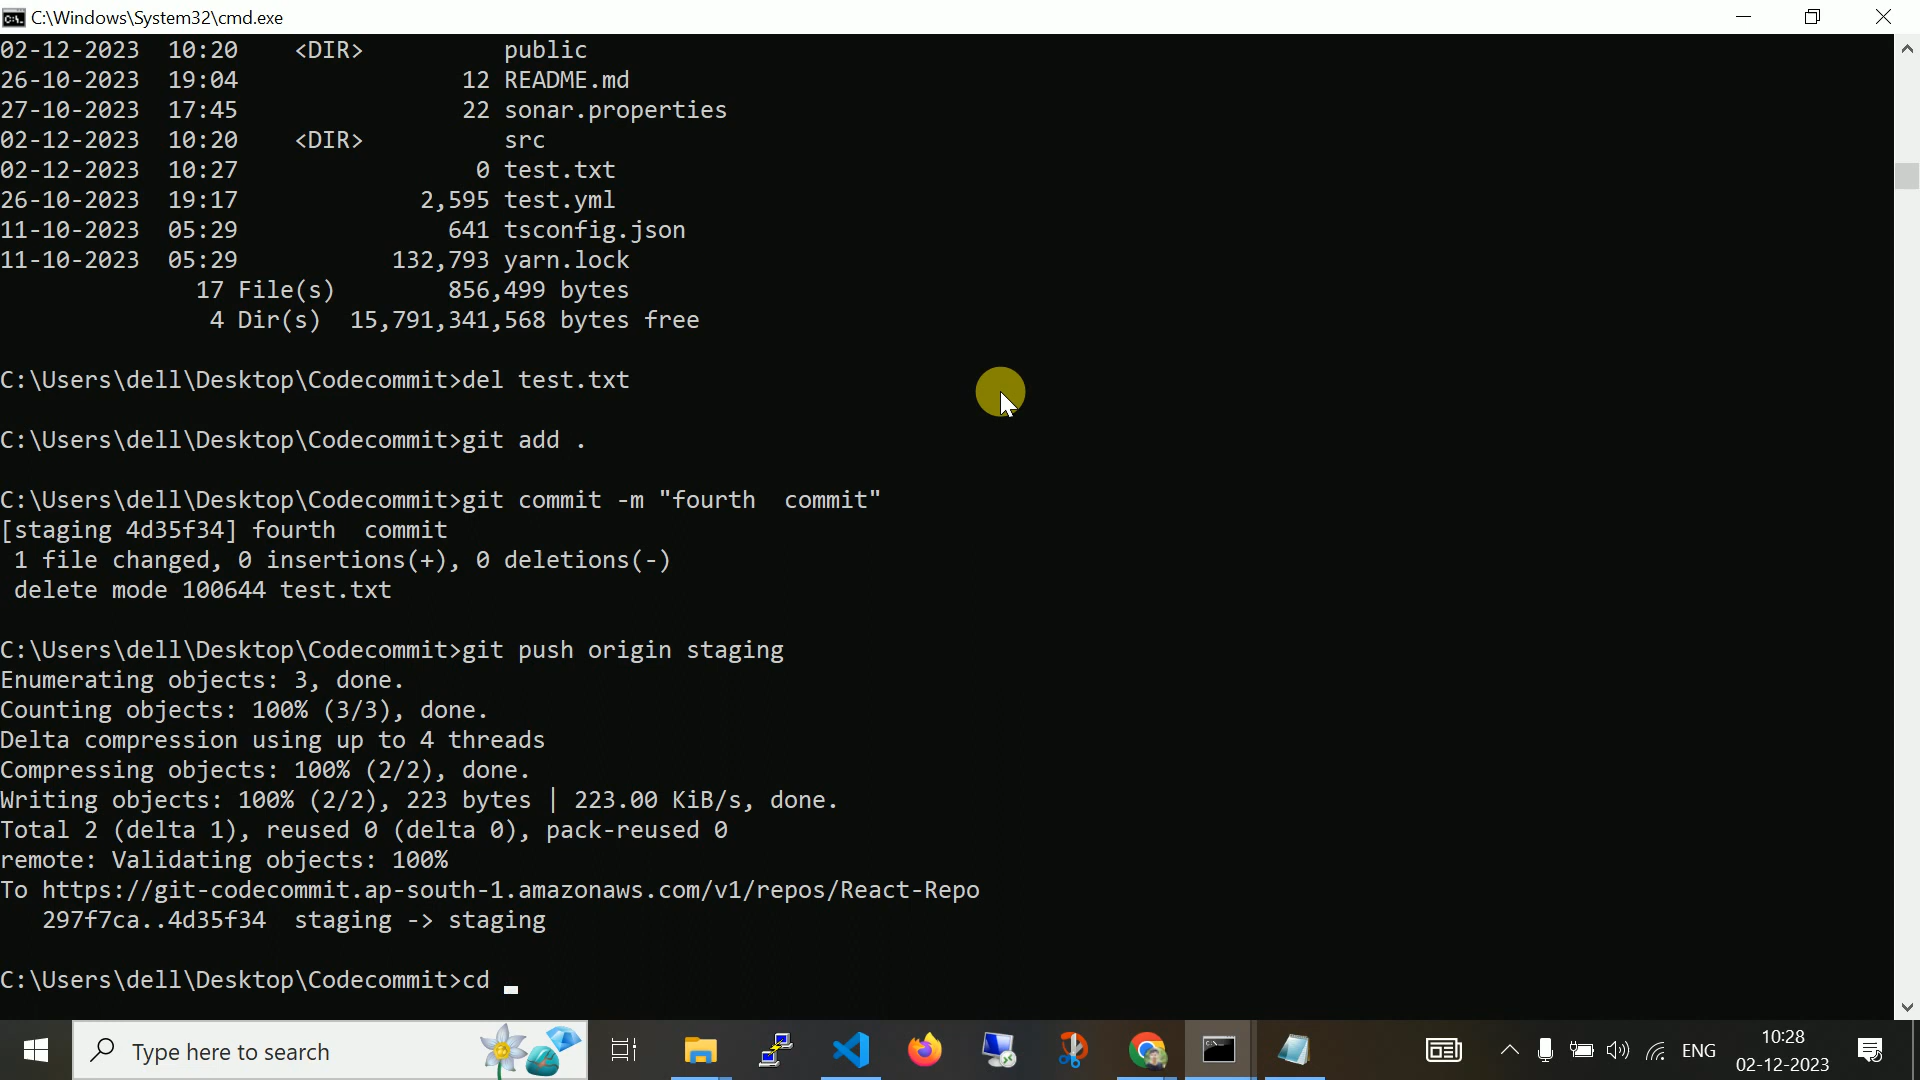 C:\Windows\System32\cmd.exe
02-12-2023  10:20    <DIR>          public
26-10-2023  19:04                12 README.md
27-10-2023  17:45                22 sonar.properties
02-12-2023  10:20    <DIR>          src
02-12-2023  10:27                 0 test.txt
26-10-2023  19:17             2,595 test.yml
11-10-2023  05:29               641 tsconfig.json
11-10-2023  05:29           132,793 yarn.lock
              17 File(s)        856,499 bytes
               4 Dir(s)  15,791,341,568 bytes free
C:\Users\dell\Desktop\Codecommit>del test.txt
C:\Users\dell\Desktop\Codecommit>git add .
C:\Users\dell\Desktop\Codecommit>git commit -m "fourth  commit"
[staging 4d35f34] fourth  commit
 1 file changed, 0 insertions(+), 0 deletions(-)
 delete mode 100644 test.txt
C:\Users\dell\Desktop\Codecommit>git push origin staging
Enumerating objects: 3, done.
Counting objects: 100% (3/3), done.
Delta compression using up to 4 threads
Compressing objects: 100% (2/2), done.
Writing objects: 100% (2/2), 223 bytes | 223.00 KiB/s, done.
Total 2 (delta 1), reused 0 (delta 0), pack-reused 0
remote: Validating objects: 100%
To https://git-codecommit.ap-south-1.amazonaws.com/v1/repos/React-Repo
   297f7ca..4d35f34  staging -> staging
C:\Users\dell\Desktop\Codecommit>cd
Type here to search
ENG
10:28
02-12-2023